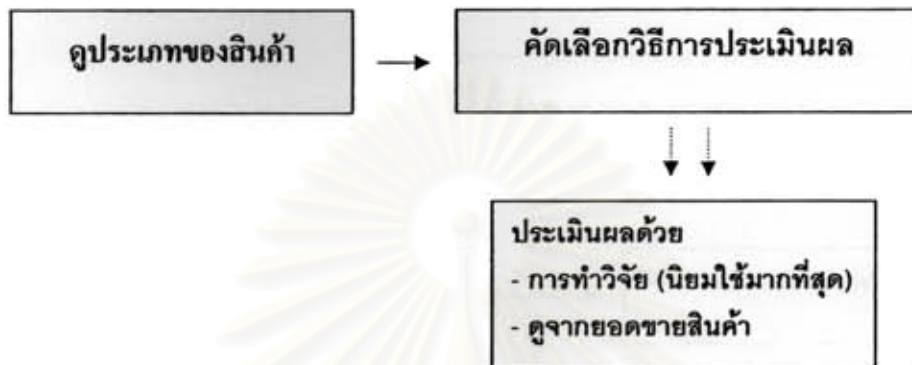 ดูประเภทของสินค้า
คัดเลือกวิธีการประเมินผล
ประเมินผลด้วย
- การทำวิจัย (นิยมใช้มากที่สุด)
- ดูจากยอดขายสินค้า